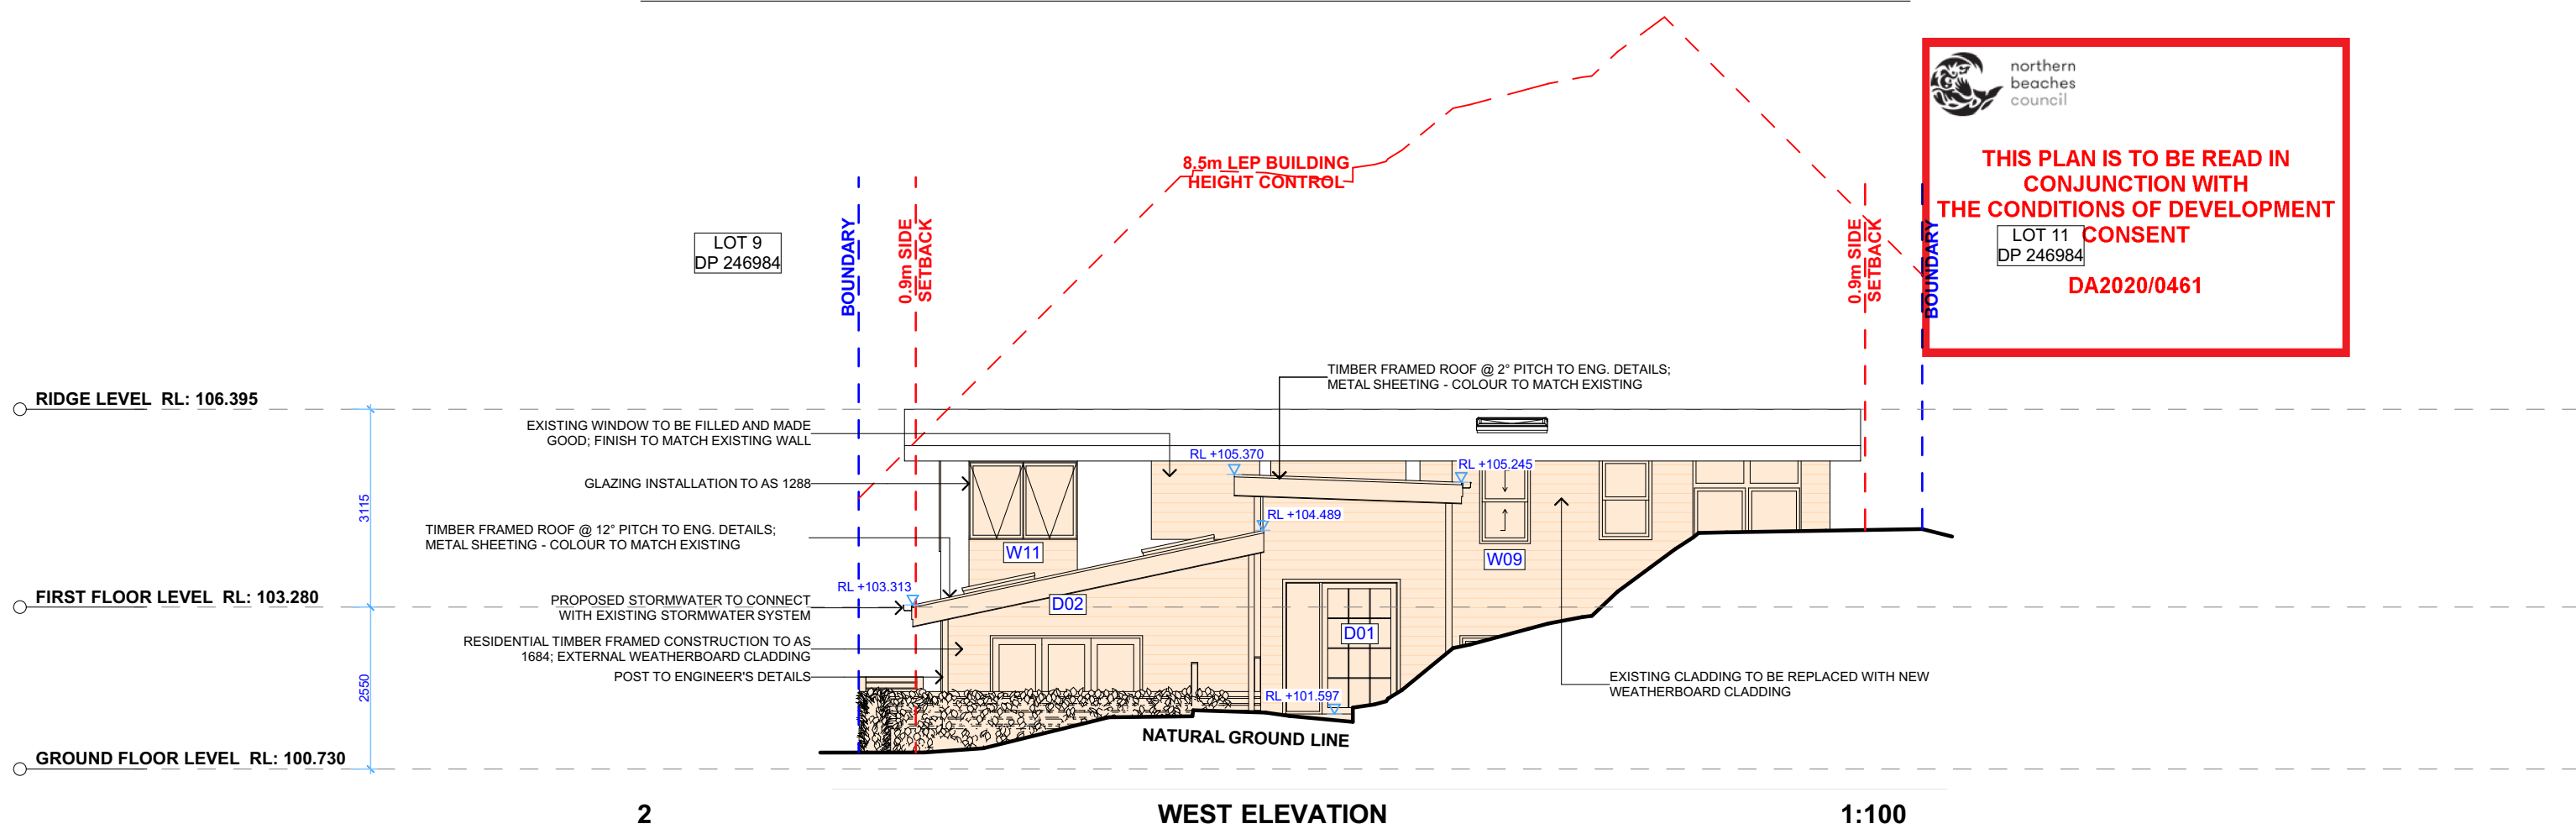 northern
beaches
council
THIS PLAN IS TO BE READ IN
CONJUNCTION WITH
THE CONDITIONS OF DEVELOPMENT
CONSENT
DA2020/0461
8.5m LEP BUILDING
HEIGHT CONTROL
LOT 9
DP 246984
BOUNDARY
0.9m SIDE
SETBACK
0.9m SIDE
SETBACK
BOUNDARY
LOT 11
DP 246984
TIMBER FRAMED ROOF @ 2° PITCH TO ENG. DETAILS;
METAL SHEETING - COLOUR TO MATCH EXISTING
RIDGE LEVEL RL: 106.395
EXISTING WINDOW TO BE FILLED AND MADE
GOOD; FINISH TO MATCH EXISTING WALL
RL +105.370
RL +105.245
GLAZING INSTALLATION TO AS 1288
3115
RL +104.489
TIMBER FRAMED ROOF @ 12° PITCH TO ENG. DETAILS;
METAL SHEETING - COLOUR TO MATCH EXISTING
W11
W09
RL +103.313
FIRST FLOOR LEVEL RL: 103.280
PROPOSED STORMWATER TO CONNECT
WITH EXISTING STORMWATER SYSTEM
D02
D01
RESIDENTIAL TIMBER FRAMED CONSTRUCTION TO AS
1684; EXTERNAL WEATHERBOARD CLADDING
POST TO ENGINEER'S DETAILS
2550
EXISTING CLADDING TO BE REPLACED WITH NEW
WEATHERBOARD CLADDING
RL +101.597
NATURAL GROUND LINE
GROUND FLOOR LEVEL RL: 100.730
2
WEST ELEVATION
1:100